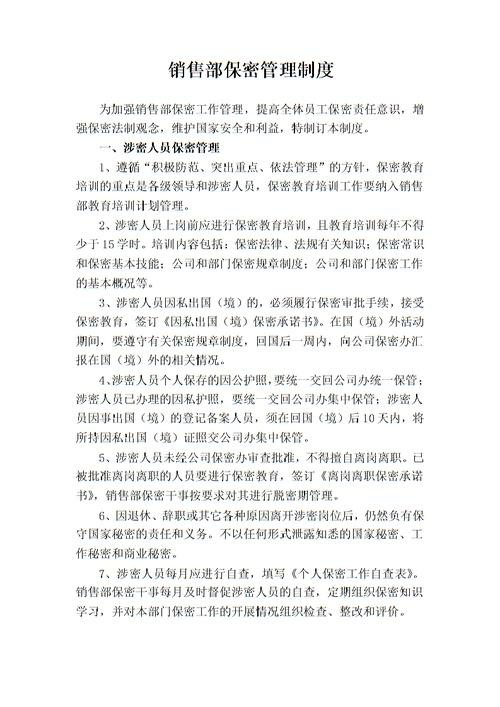 销售部保密管理制度
为加强销售部保密工作管理，提高全体员工保密责任意识，增
强保密法制观念，维护国家安全和利益，特制订本制度。
一、涉密人员保密管理
1、遵循“积极防范、突出重点、依法管理”的方针，保密教育
培训的重点是各级领导和涉密人员，保密教育培训工作要纳入销售
部教育培训计划管理。
2、涉密人员上岗前应进行保密教育培训，且教育培训每年不得
少于15学时。培训内容包括：保密法律、法规有关知识；保密常识
和保密基本技能；公司和部门保密规章制度；公司和部门保密工作
的基本概况等。
3、涉密人员因私出国（境）的，必须履行保密审批手续，接受
保密教育，签订《因私出国（境）保密承诺书》。在国（境）外活动
期间，要遵守有关保密规章制度，回国后一周内，向公司保密办汇
报在国（境）外的相关情况。
4、涉密人员个人保存的因公护照，要统一交回公司办统一保管；
涉密人员已办理的因私护照，要统一交回公司办集中保管；涉密人
员因事出国（境）的登记备案人员，须在回国（境）后10天内，将
所持因私出国（境）证照交公司办集中保管。
5、涉密人员未经公司保密办审查批准，不得擅自离岗离职。已
被批准离岗离职的人员要进行保密教育，签订《离岗离职保密承诺
书》，销售部保密干事按要求对其进行脱密期管理。
6、因退休、辞职或其它各种原因离开涉密岗位后，仍然负有保
守国家秘密的责任和义务。不以任何形式泄露知悉的国家秘密、工
作秘密和商业秘密。
7、涉密人员每月应进行自查，填写《个人保密工作自查表》。
销售部保密干事每月及时督促涉密人员的自查，定期组织保密知识
学习，并对本部门保密工作的开展情况组织检查、整改和评价。